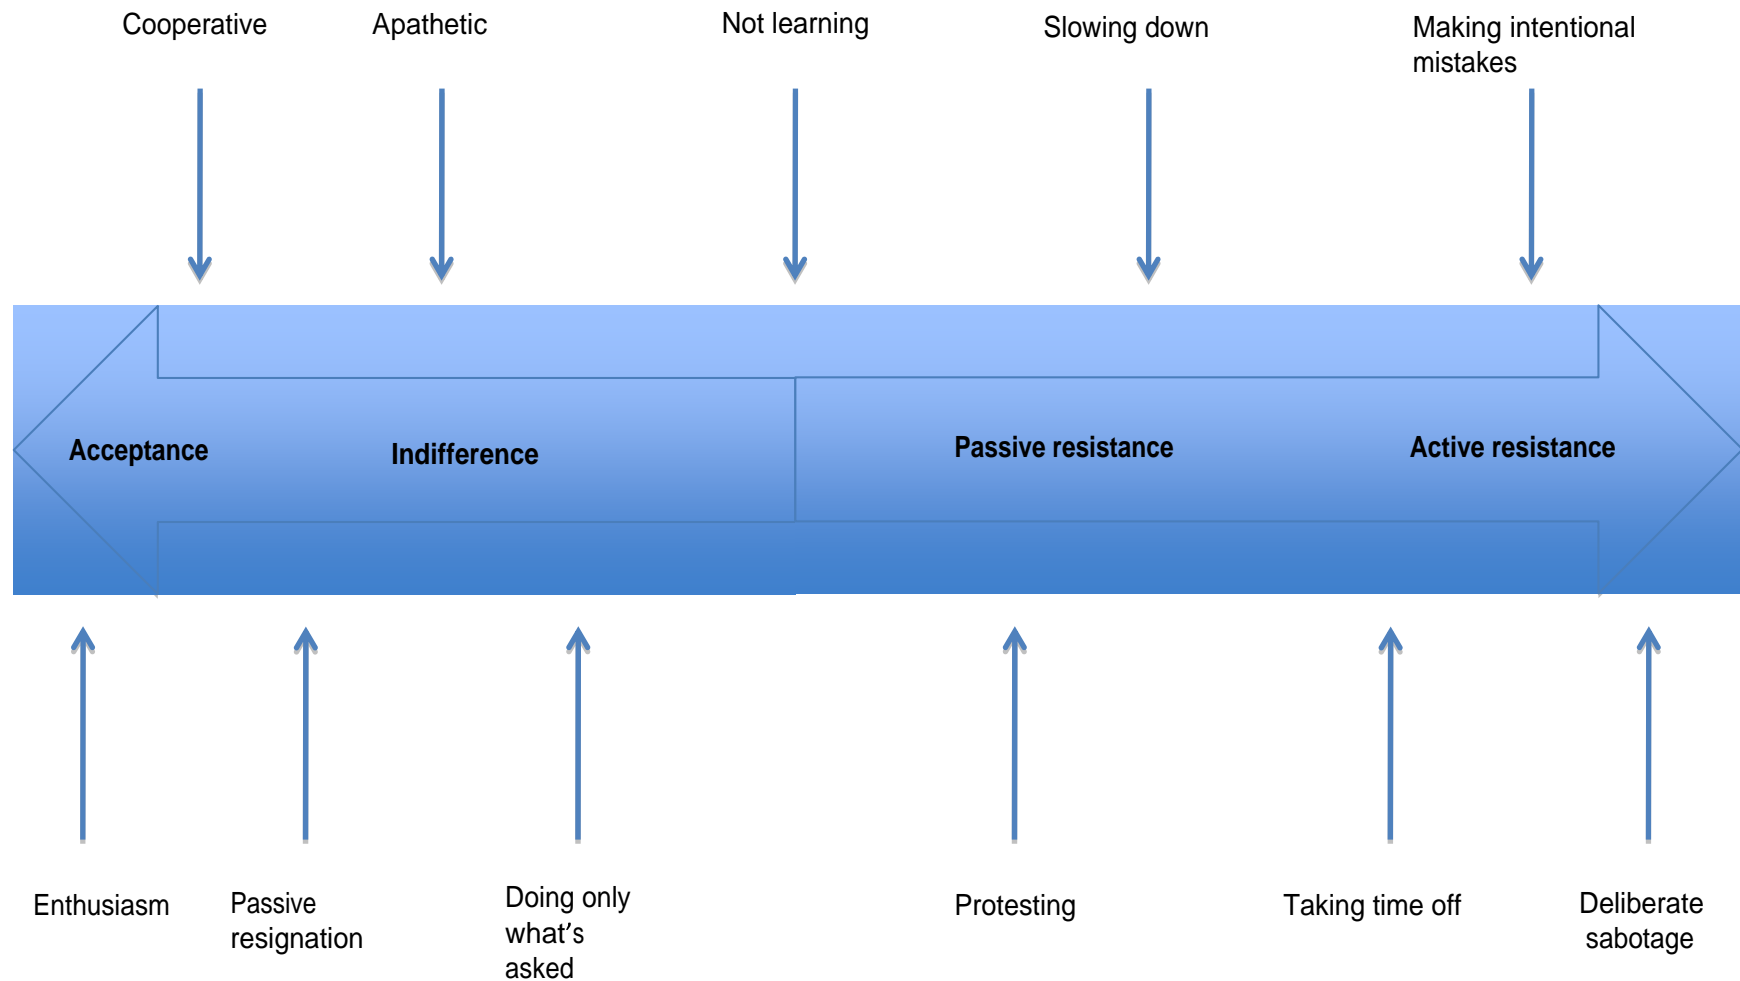 Cooperative
Apathetic
Not learning
Slowing down
Making intentional
mistakes
Acceptance
Indifference
Passive resistance
Active resistance
Enthusiasm
Passive
resignation
Doing only
what’s
asked
Protesting
Taking time off
Deliberate
sabotage